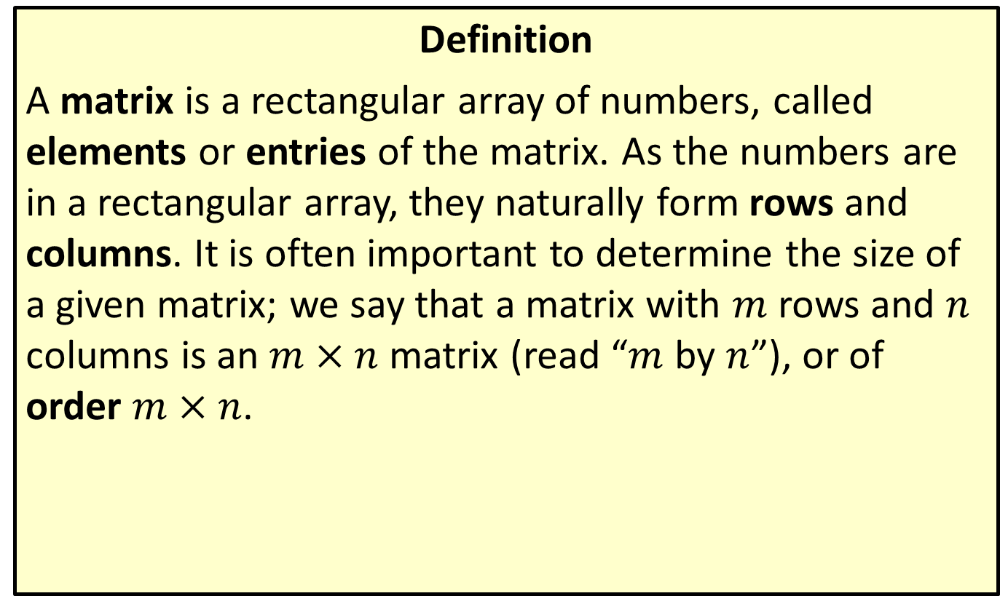 Definition
A matrix is a rectangular array of numbers, called
elements or entries of the matrix. As the numbers are
in a rectangular array, they naturally form rows and
columns. It is often important to determine the size of
a given matrix; we say that a matrix with 𝑚 rows and 𝑛
columns is an 𝑚 × 𝑛 matrix (read “𝑚 by 𝑛”), or of
order 𝑚 × 𝑛.